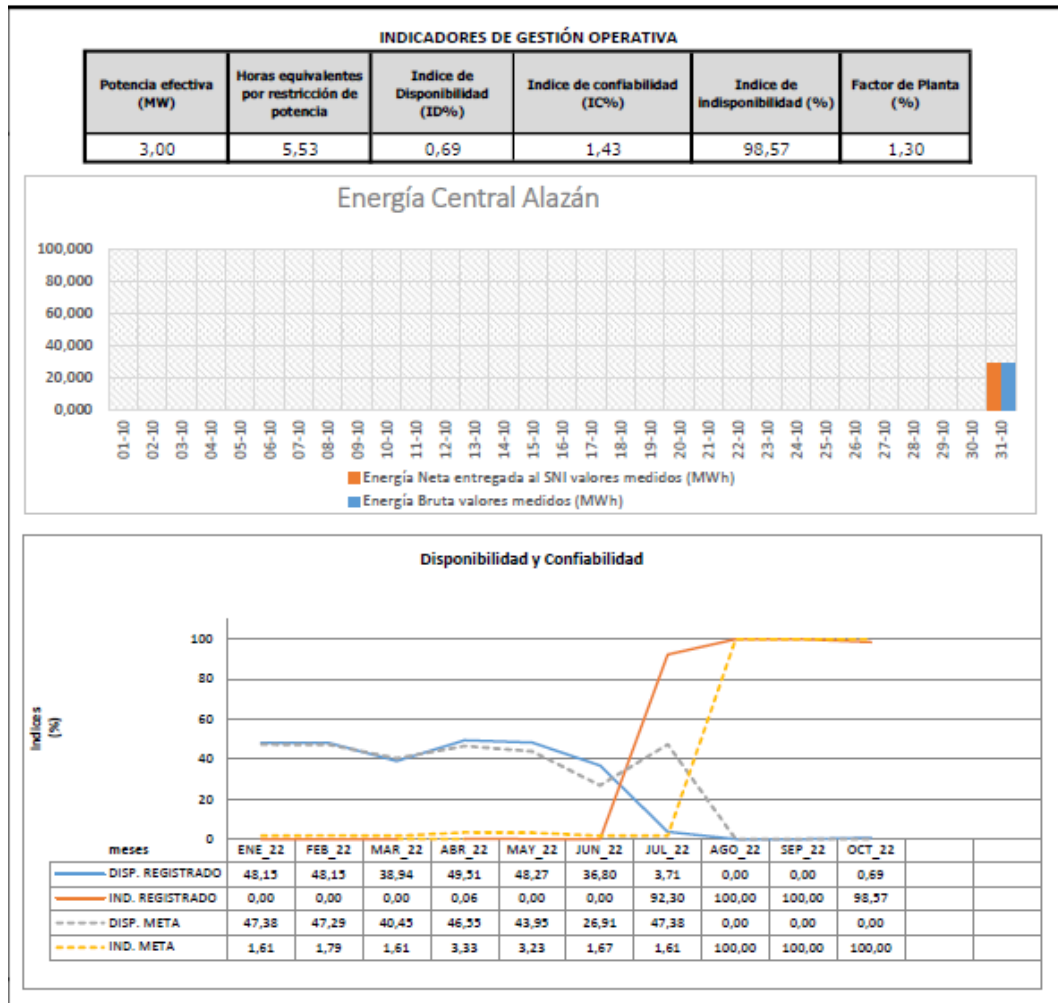 INDICADORES DE GESTIÓN OPERATIVA
Potencia efectiva (MW) Horas equivalentes por restricción de potencia Indice de Disponibilidad (ID%) Indice de confiabilidad (IC%) Indice de indisponibilidad (%) Factor de Planta (%)
3,00 5,53 0,69 1,43 98,57 1,30
Energía Central Alazán
100,000
80,000
60,000
40,000
20,000
0,000
01-10 02-10 03-10 04-10 05-10 06-10 07-10 08-10 09-10 10-10 11-10 12-10 13-10 14-10 15-10 16-10 17-10 18-10 19-10 20-10 21-10 22-10 23-10 24-10 25-10 26-10 27-10 28-10 29-10 30-10 31-10
Energía Neta entregada al SNI valores medidos (MWh)
Energía Bruta valores medidos (MWh)
Disponibilidad y Confiabilidad
Indices
(%)
100
80
60
40
20
0
meses ENE_22 FEB_22 MAR_22 ABR_22 MAY_22 JUN_22 JUL_22 AGO_22 SEP_22 OCT_22
DISP. REGISTRADO 48,15 48,15 38,94 49,51 48,27 36,80 3,71 0,00 0,00 0,69
IND. REGISTRADO 0,00 0,00 0,00 0,06 0,00 0,00 92,30 100,00 100,00 98,57
DISP. META 47,38 47,29 40,45 46,55 43,95 26,91 47,38 0,00 0,00 0,00
IND. META 1,61 1,79 1,61 3,33 3,23 1,67 1,61 100,00 100,00 100,00